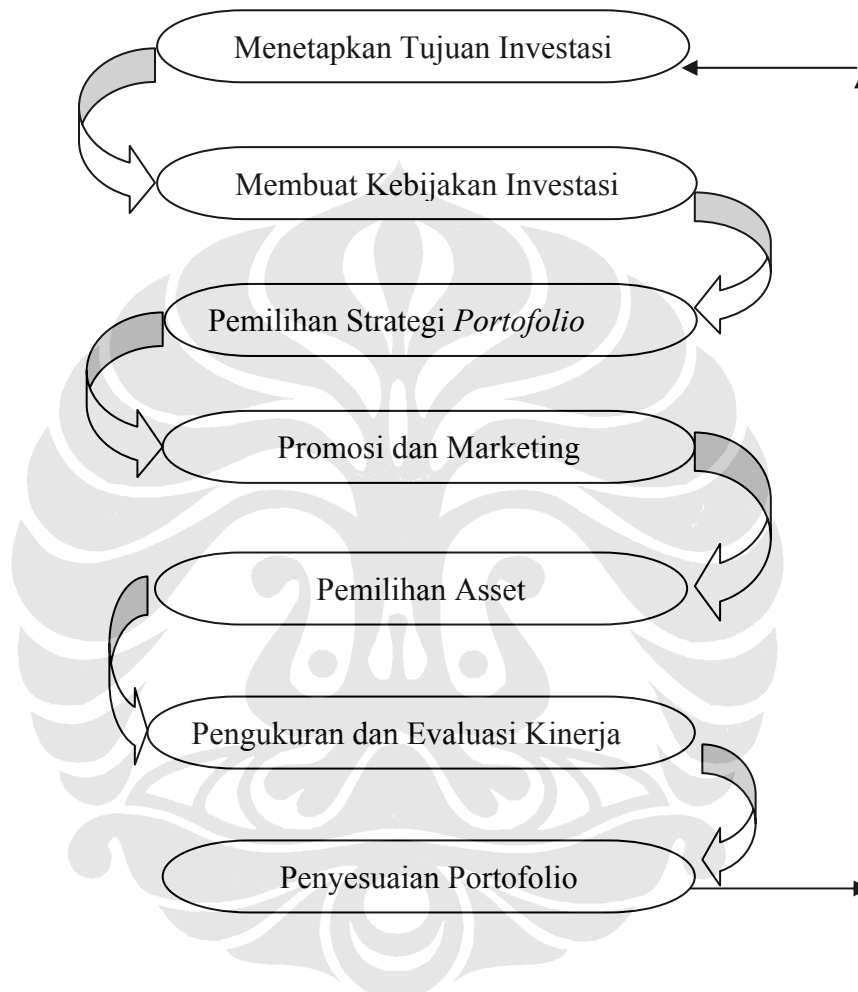 Menetapkan Tujuan Investasi
Membuat Kebijakan Investasi
Pemilihan Strategi Portofolio
Promosi dan Marketing
Pemilihan Asset
Pengukuran dan Evaluasi Kinerja
Penyesuaian Portofolio